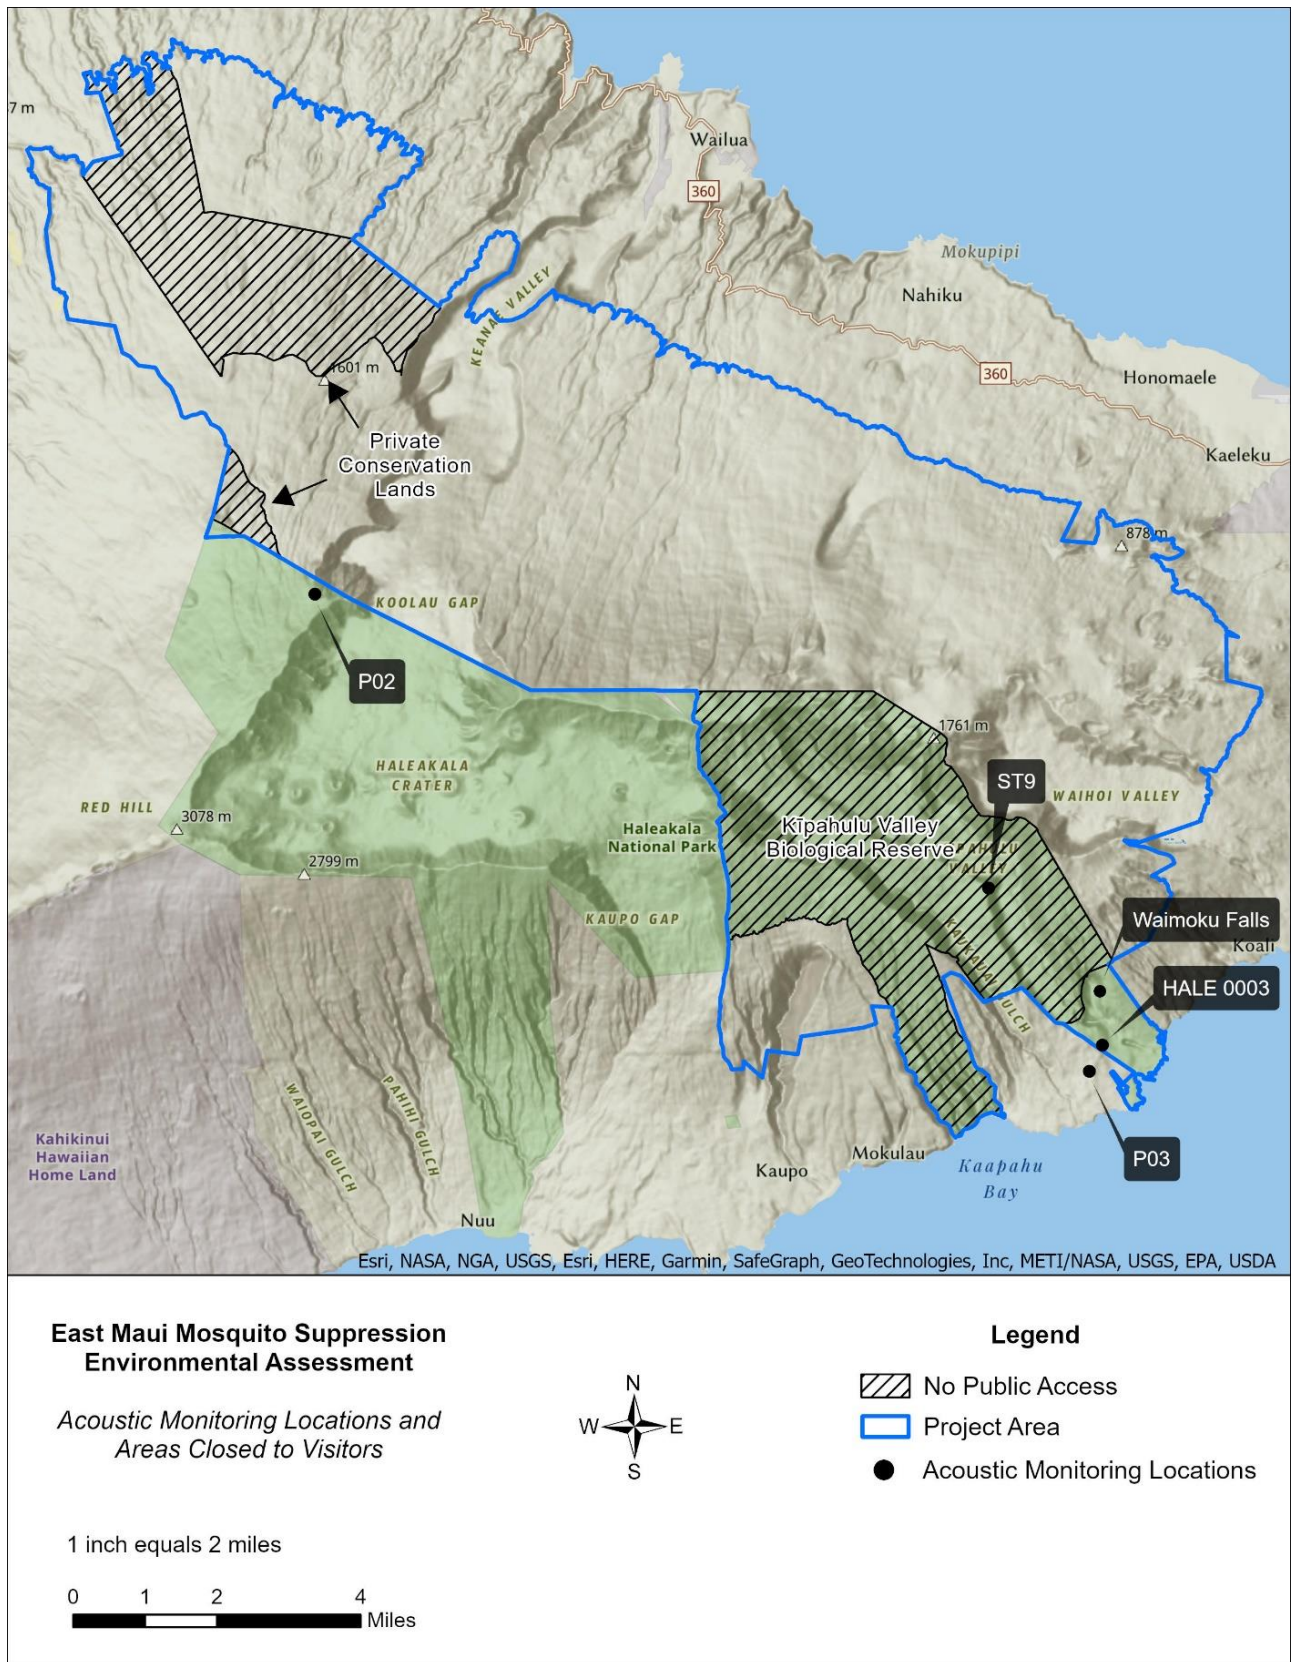 7 m
Wailua
360
Mokupipi
Nahiku
KEANAE VALLEY
360
Honomaele
1601 m
Kaeleku
Private
Conservation
Lands
878 m
KOOLAU GAP
P02
1761 m
HALEAKALA
CRATER
ST9
WAIHOI VALLEY
RED HILL
3078 m
Haleakala
National Park
Kīpahulu Valley
Biological Reserve
VALLEY
2799 m
KAUPO GAP
Waimoku Falls
Koali
HALE 0003
GULCH
WAIOPAI GULCH
PAHIHI GULCH
Kahikinui
Hawaiian
Home Land
P03
Mokulau
Kaupo
Kaapahu
Bay
Nuu
Esri, NASA, NGA, USGS, Esri, HERE, Garmin, SafeGraph, GeoTechnologies, Inc, METI/NASA, USGS, EPA, USDA
East Maui Mosquito Suppression
Environmental Assessment
Acoustic Monitoring Locations and
Areas Closed to Visitors
1 inch equals 2 miles
0 1 2 4
Miles
N
W E
S
Legend
No Public Access
Project Area
Acoustic Monitoring Locations